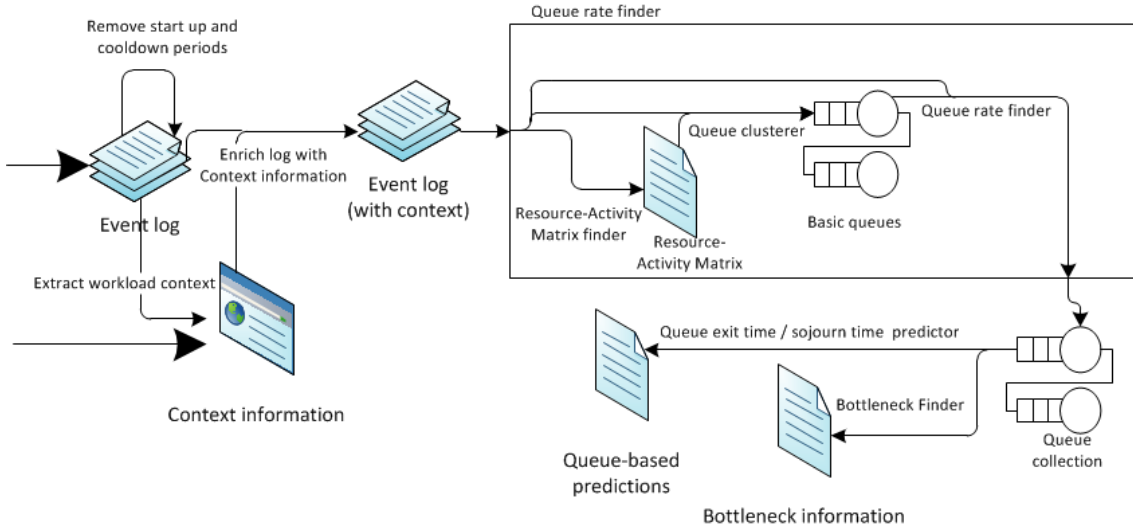 Queue rate finder
Remove start up and
cooldown periods
Queue rate finder
Queue clusterer
Enrich log with
Context information
Event log
(with context)
Event log
Resource-Activity
Matrix finder
Resource-
Activity Matrix
Basic queues
Extract workload context
Queue exit time / sojourn time predictor
Bottleneck Finder
Context information
Queue
collection
Queue-based
predictions
Bottleneck information